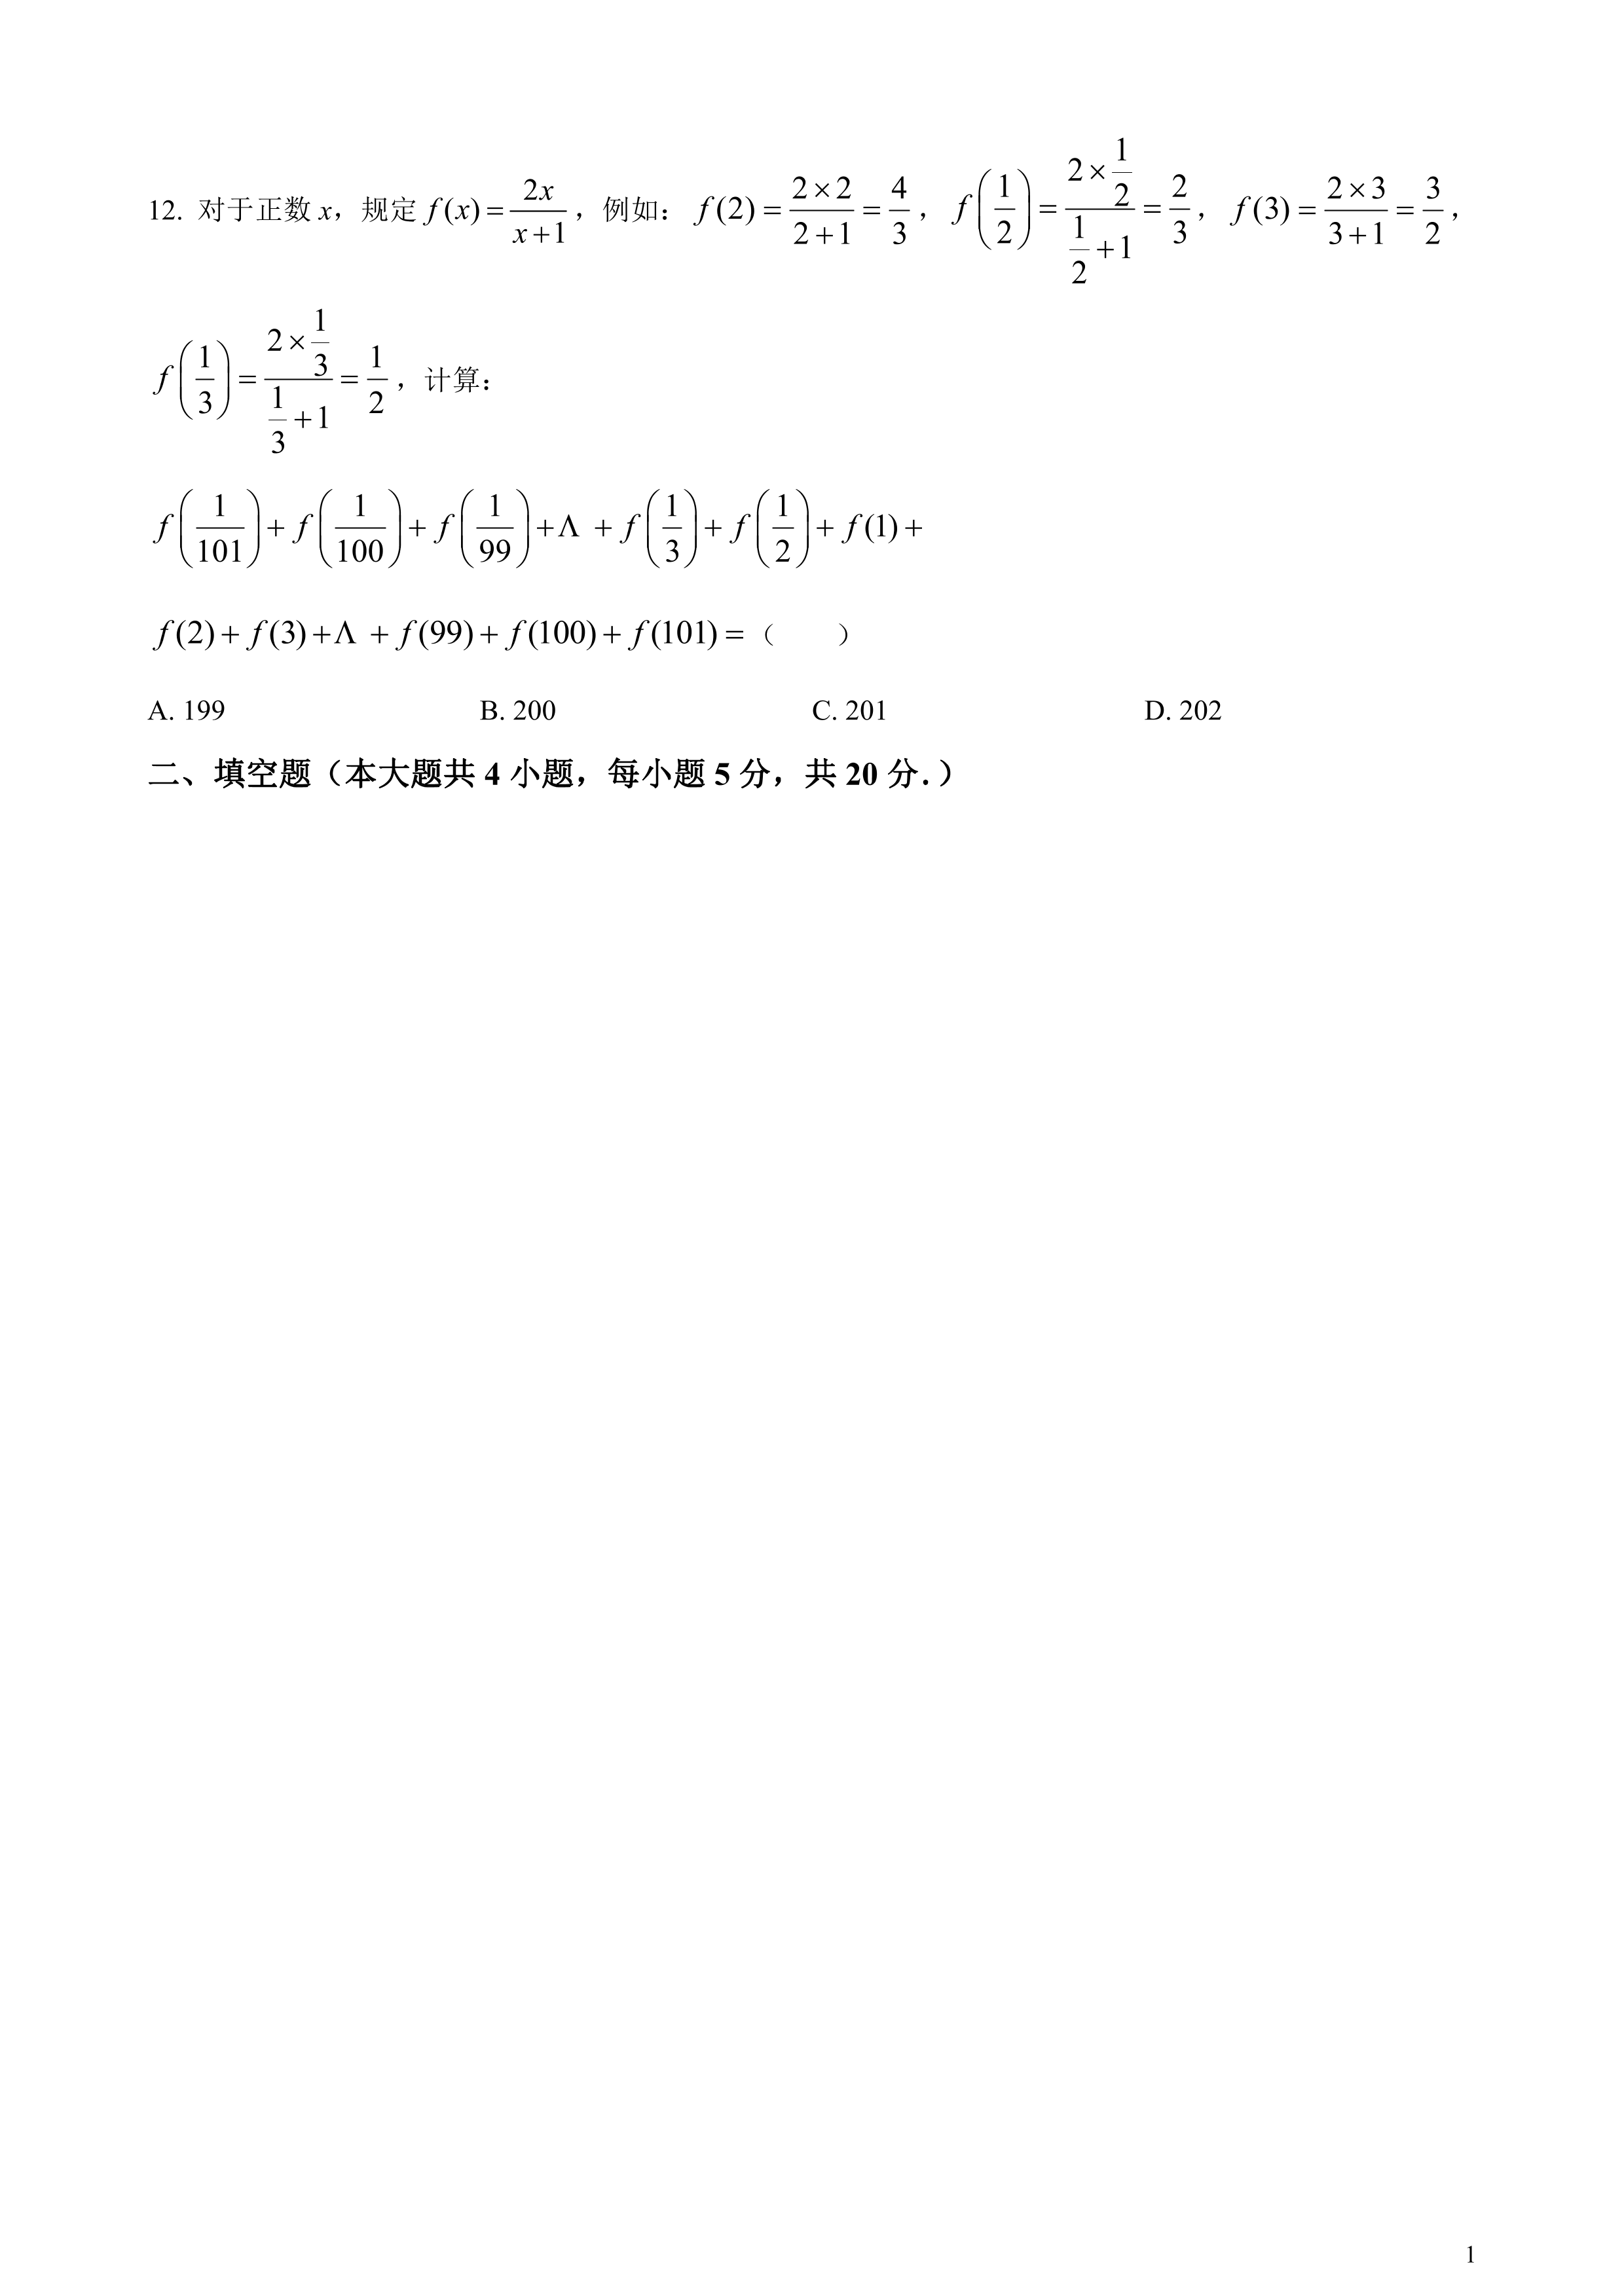 12. 对于正数 x，规定 f(x) = \frac{2x}{x+1}，例如：f(2) = \frac{2×2}{2+1} = \frac{4}{3}，f\left(\frac{1}{2}\right) = \frac{2×\frac{1}{2}}{\frac{1}{2}+1} = \frac{2}{3}，f(3) = \frac{2×3}{3+1} = \frac{3}{2}，
f\left(\frac{1}{3}\right) = \frac{2×\frac{1}{3}}{\frac{1}{3}+1} = \frac{1}{2}，计算：
f\left(\frac{1}{101}\right) + f\left(\frac{1}{100}\right) + f\left(\frac{1}{99}\right) + Λ + f\left(\frac{1}{3}\right) + f\left(\frac{1}{2}\right) + f(1) +
f(2) + f(3) + Λ + f(99) + f(100) + f(101) =（　　）
A. 199　B. 200　C. 201　D. 202
二、填空题（本大题共 4 小题，每小题 5 分，共 20 分．）
1